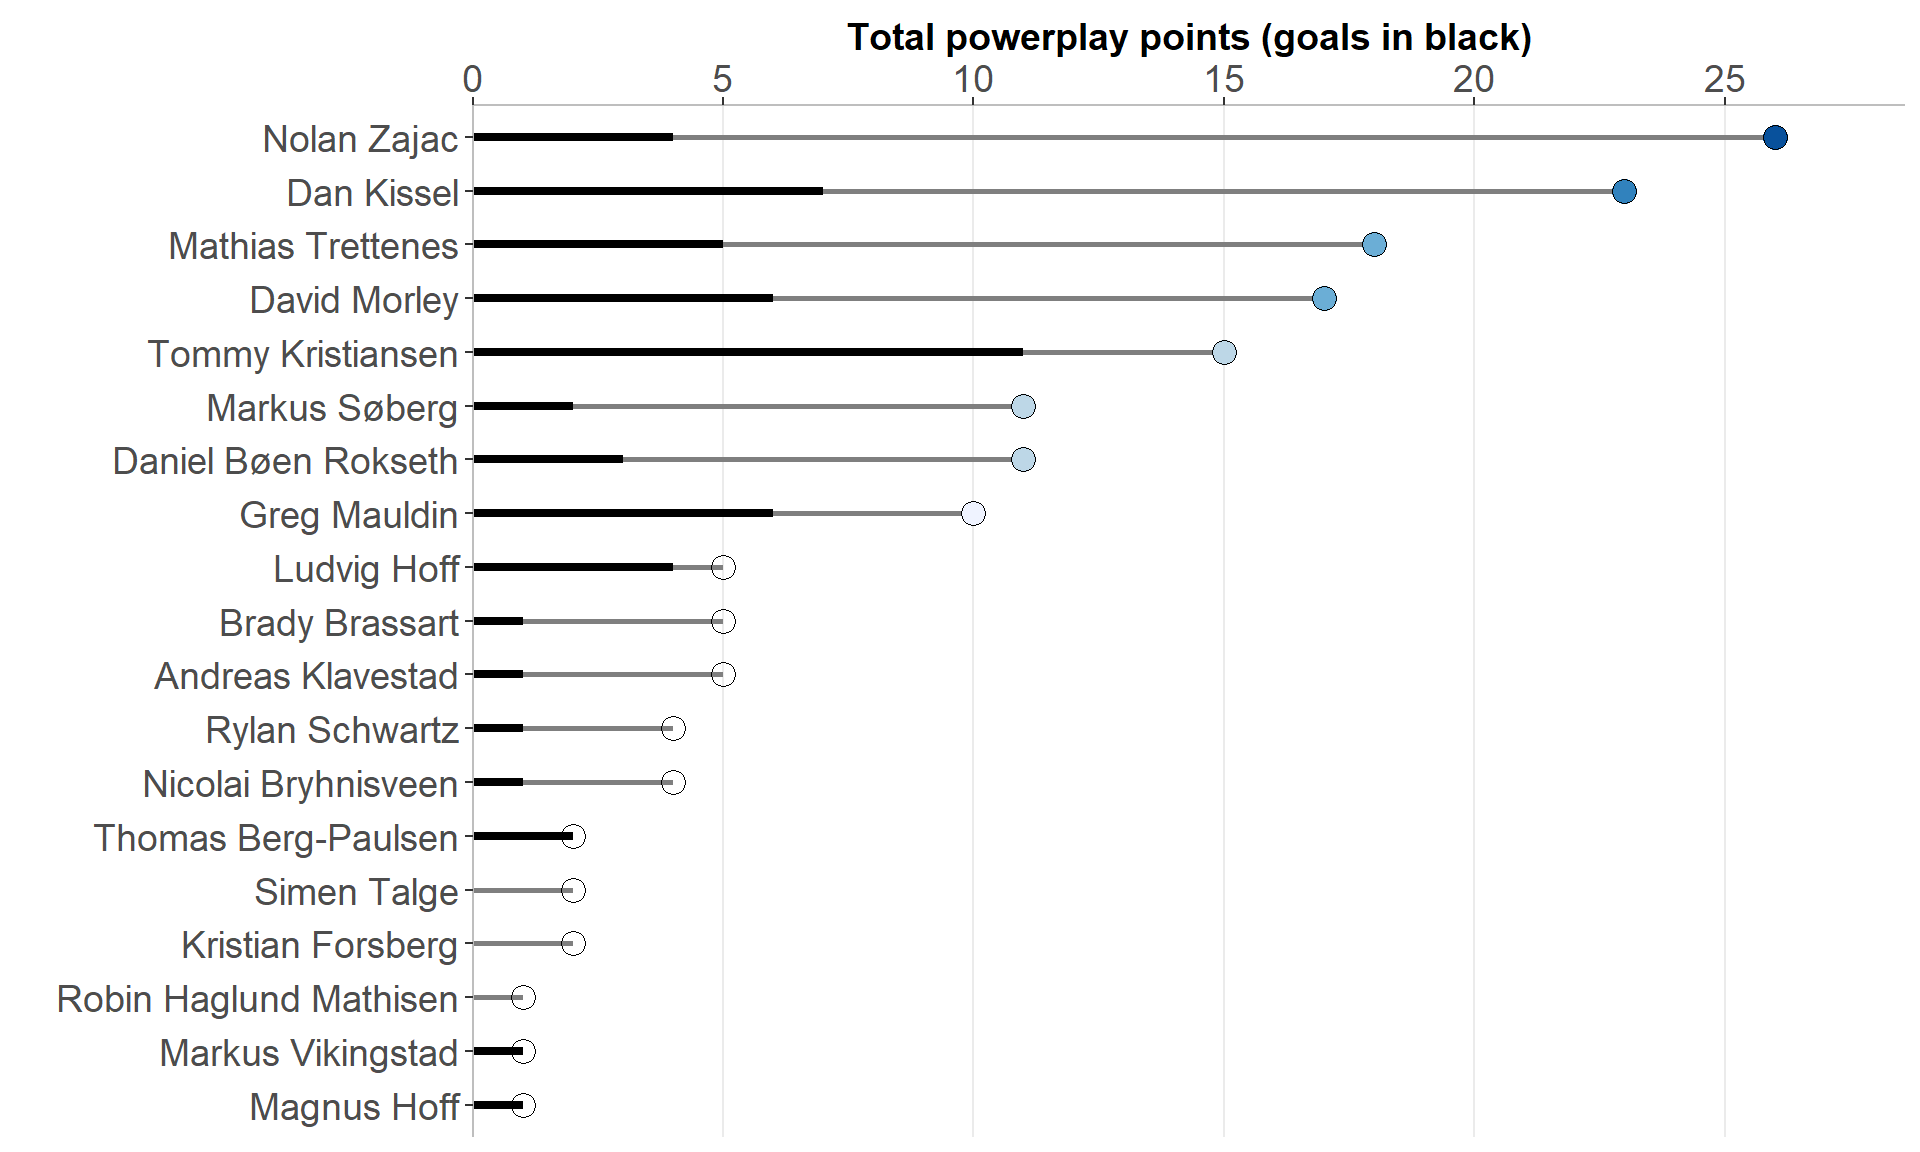 Total powerplay points (goals in black)
0 5 10 15 20 25
Nolan Zajac
Dan Kissel
Mathias Trettenes
David Morley
Tommy Kristiansen
Markus Søberg
Daniel Bøen Rokseth
Greg Mauldin
Ludvig Hoff
Brady Brassart
Andreas Klavestad
Rylan Schwartz
Nicolai Bryhnisveen
Thomas Berg-Paulsen
Simen Talge
Kristian Forsberg
Robin Haglund Mathisen
Markus Vikingstad
Magnus Hoff